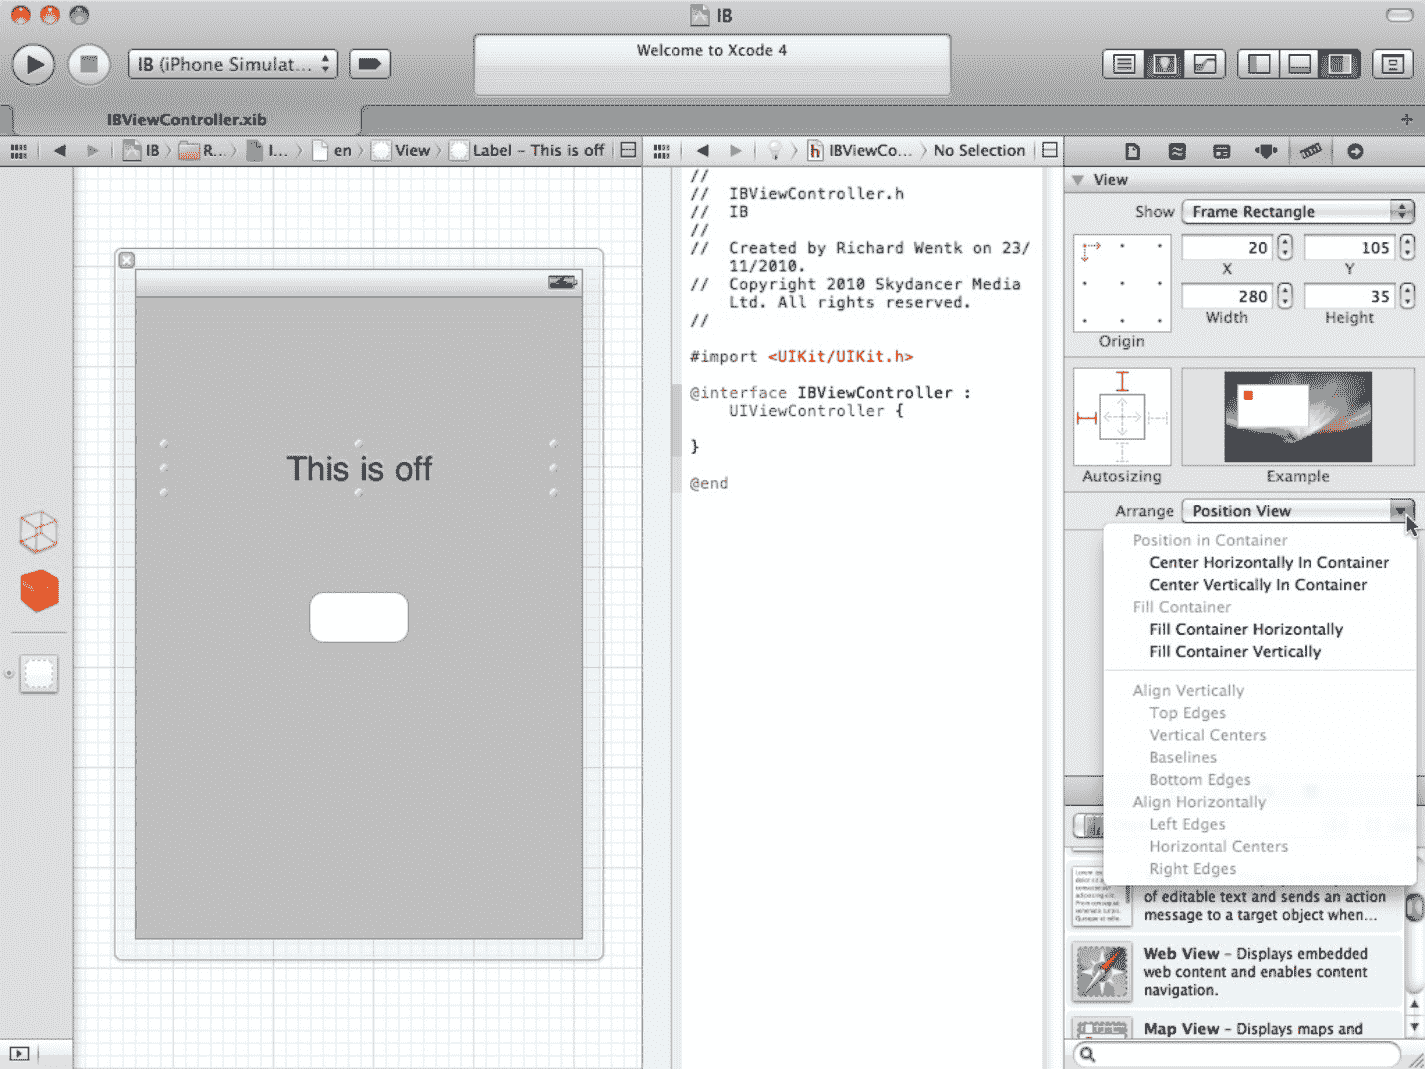 IB
IB (iPhone Simulat...
Welcome to Xcode 4
IBViewController.xib
IB
R...
I...
en
View
Label - This is off
h
IBViewCo...
No Selection
This is off
//
// IBViewController.h
// IB
//
// Created by Richard Wentk on 23/
11/2010.
// Copyright 2010 Skydancer Media
Ltd. All rights reserved.
//
#import <UIKit/UIKit.h>
@interface IBViewController :
UIViewController {
}
@end
View
Show
Frame Rectangle
20
105
X
Y
280
35
Width
Height
Origin
Autosizing
Example
Arrange
Position View
Position in Container
Center Horizontally In Container
Center Vertically In Container
Fill Container
Fill Container Horizontally
Fill Container Vertically
Align Vertically
Top Edges
Vertical Centers
Baselines
Bottom Edges
Align Horizontally
Left Edges
Horizontal Centers
Right Edges
of editable text and sends an action
message to a target object when...
Web View - Displays embedded
web content and enables content
navigation.
Map View - Displays maps and